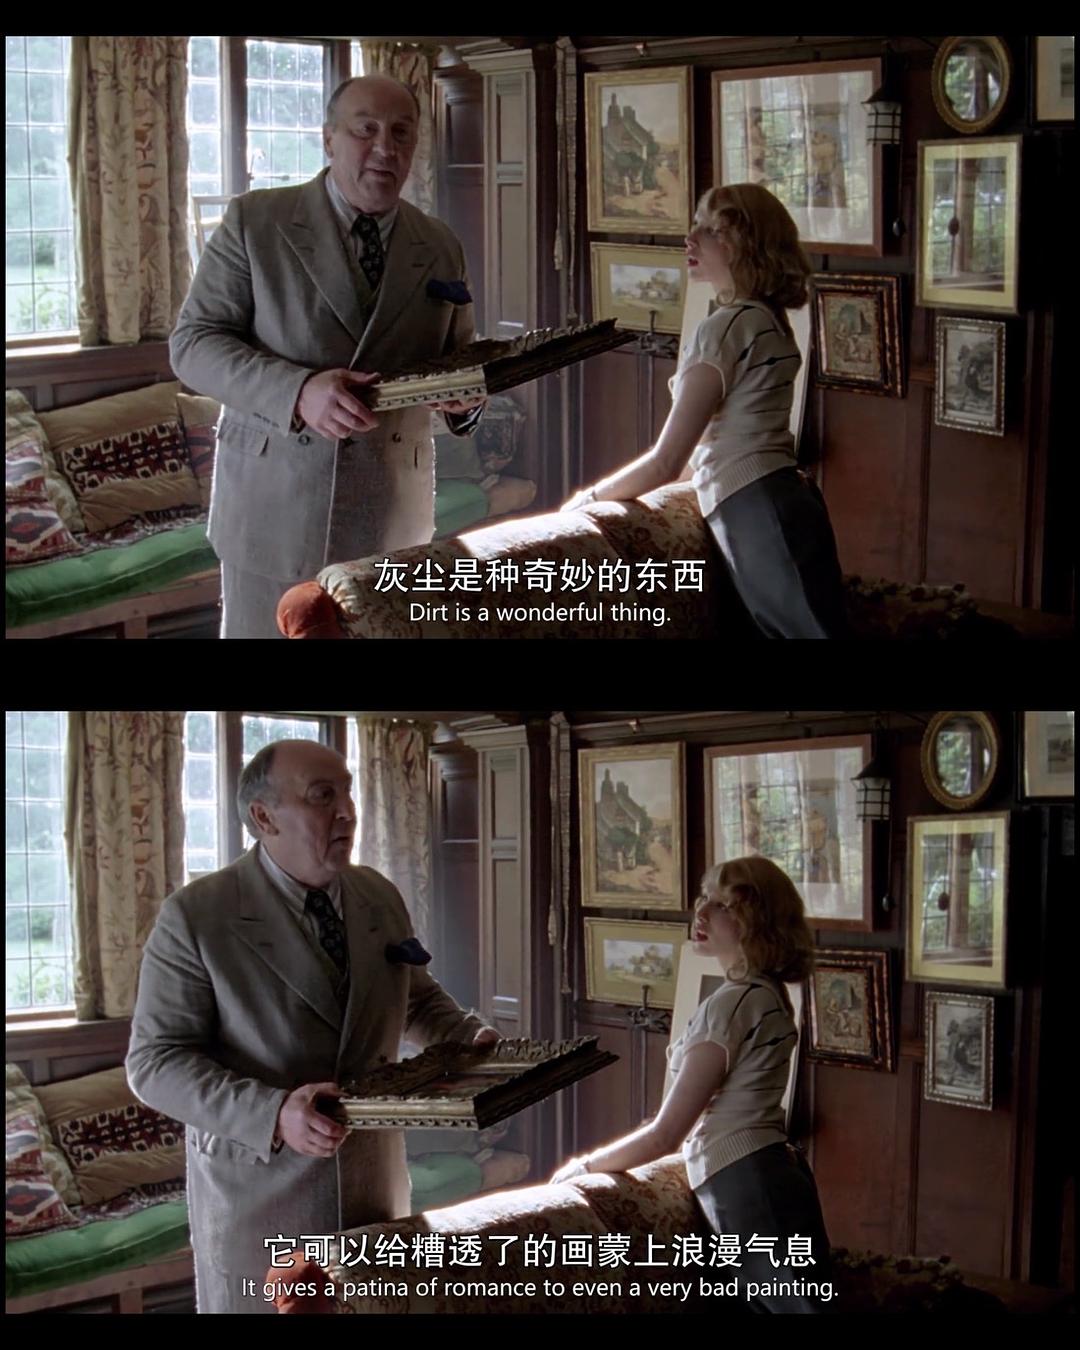 灰尘是种奇妙的东西
Dirt is a wonderful thing.
它可以给糟透了的画蒙上浪漫气息
It gives a patina of romance to even a very bad painting.